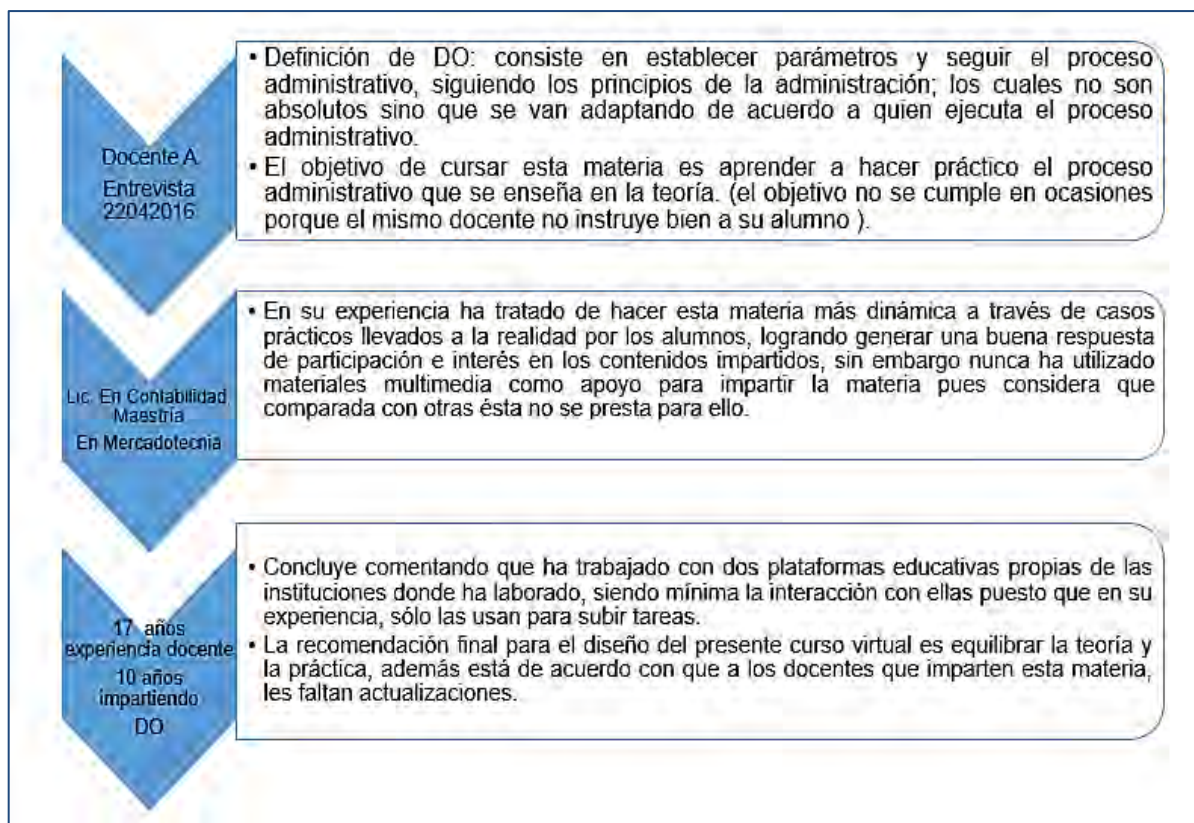 Docente A
Entrevista
22042016
• Definición de DO: consiste en establecer parámetros y seguir el proceso
administrativo, siguiendo los principios de la administración; los cuales no son
absolutos sino que se van adaptando de acuerdo a quien ejecuta el proceso
administrativo.
• El objetivo de cursar esta materia es aprender a hacer práctico el proceso
administrativo que se enseña en la teoría. (el objetivo no se cumple en ocasiones
porque el mismo docente no instruye bien a su alumno ).
Lic. En Contabilidad
Maestría
En Mercadotecnia
• En su experiencia ha tratado de hacer esta materia más dinámica a través de casos
prácticos llevados a la realidad por los alumnos, logrando generar una buena respuesta
de participación e interés en los contenidos impartidos, sin embargo nunca ha utilizado
materiales multimedia como apoyo para impartir la materia pues considera que
comparada con otras ésta no se presta para ello.
17 años
experiencia docente
10 años
impartiendo
DO
• Concluye comentando que ha trabajado con dos plataformas educativas propias de las
instituciones donde ha laborado, siendo mínima la interacción con ellas puesto que en su
experiencia, sólo las usan para subir tareas.
• La recomendación final para el diseño del presente curso virtual es equilibrar la teoría y
la práctica, además está de acuerdo con que a los docentes que imparten esta materia,
les faltan actualizaciones.